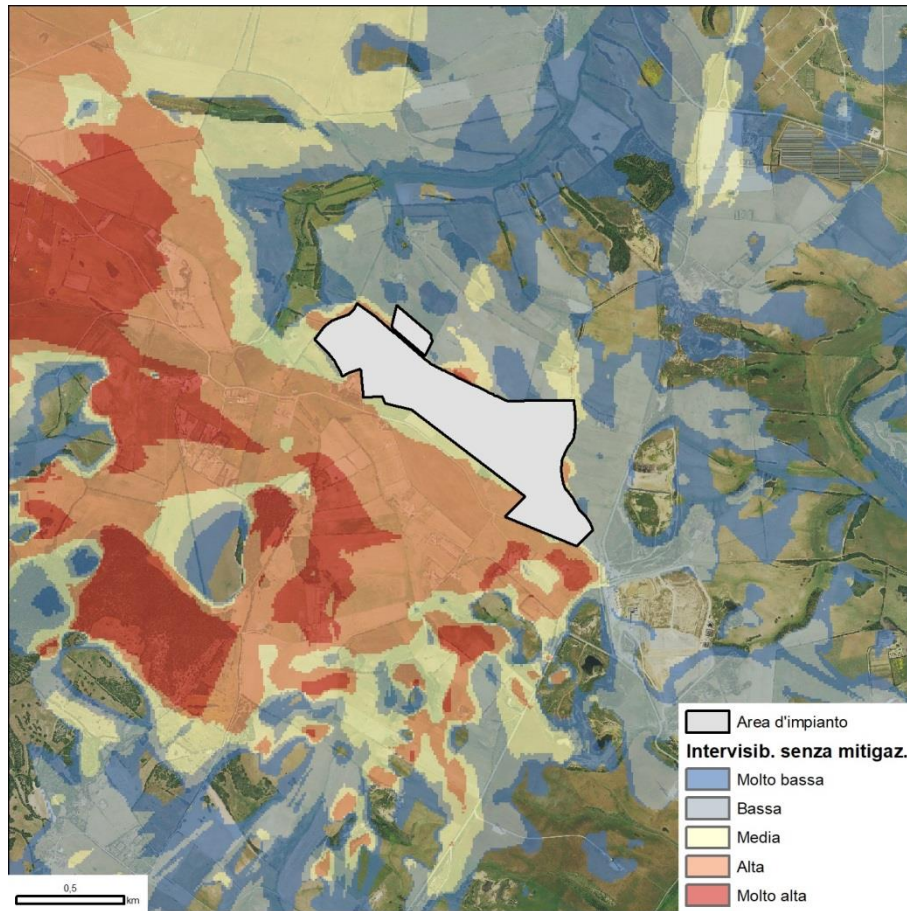 Area d'impianto
Intervisib. senza mitigaz.
Molto bassa
Bassa
Media
Alta
Molto alta
0,5
km